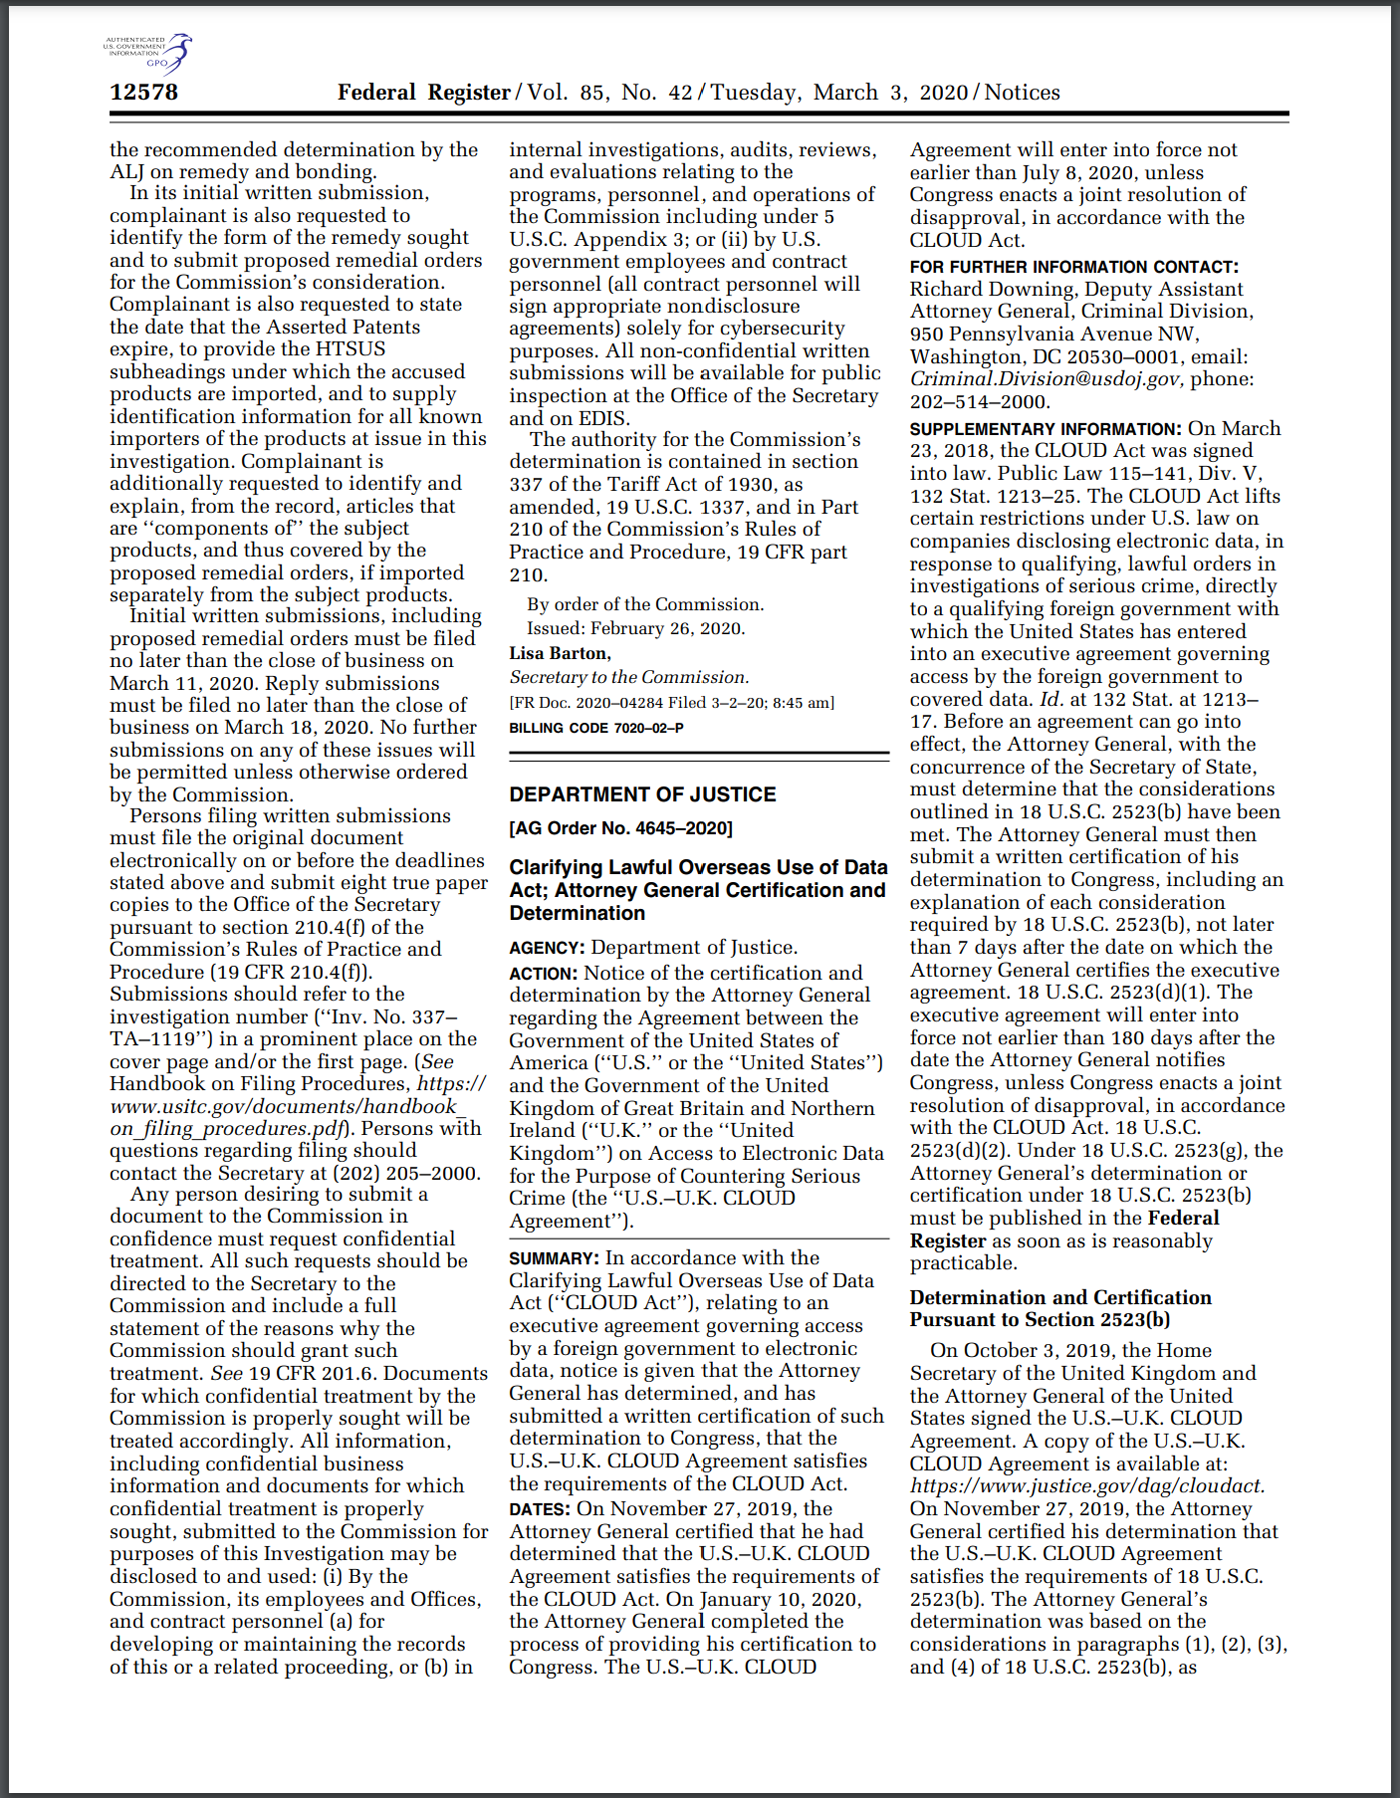 AUTHENTICATED
U.S. GOVERNMENT
INFORMATION
GPO
12578
Federal Register / Vol. 85, No. 42 / Tuesday, March 3, 2020 / Notices
the recommended determination by the
ALJ on remedy and bonding.
In its initial written submission,
complainant is also requested to
identify the form of the remedy sought
and to submit proposed remedial orders
for the Commission’s consideration.
Complainant is also requested to state
the date that the Asserted Patents
expire, to provide the HTSUS
subheadings under which the accused
products are imported, and to supply
identification information for all known
importers of the products at issue in this
investigation. Complainant is
additionally requested to identify and
explain, from the record, articles that
are ‘‘components of’’ the subject
products, and thus covered by the
proposed remedial orders, if imported
separately from the subject products.
Initial written submissions, including
proposed remedial orders must be filed
no later than the close of business on
March 11, 2020. Reply submissions
must be filed no later than the close of
business on March 18, 2020. No further
submissions on any of these issues will
be permitted unless otherwise ordered
by the Commission.
Persons filing written submissions
must file the original document
electronically on or before the deadlines
stated above and submit eight true paper
copies to the Office of the Secretary
pursuant to section 210.4(f) of the
Commission’s Rules of Practice and
Procedure (19 CFR 210.4(f)).
Submissions should refer to the
investigation number (‘‘Inv. No. 337–
TA–1119’’) in a prominent place on the
cover page and/or the first page. (See
Handbook on Filing Procedures, https://
www.usitc.gov/documents/handbook_
on_filing_procedures.pdf). Persons with
questions regarding filing should
contact the Secretary at (202) 205–2000.
Any person desiring to submit a
document to the Commission in
confidence must request confidential
treatment. All such requests should be
directed to the Secretary to the
Commission and include a full
statement of the reasons why the
Commission should grant such
treatment. See 19 CFR 201.6. Documents
for which confidential treatment by the
Commission is properly sought will be
treated accordingly. All information,
including confidential business
information and documents for which
confidential treatment is properly
sought, submitted to the Commission for
purposes of this Investigation may be
disclosed to and used: (i) By the
Commission, its employees and Offices,
and contract personnel (a) for
developing or maintaining the records
of this or a related proceeding, or (b) in
internal investigations, audits, reviews,
and evaluations relating to the
programs, personnel, and operations of
the Commission including under 5
U.S.C. Appendix 3; or (ii) by U.S.
government employees and contract
personnel (all contract personnel will
sign appropriate nondisclosure
agreements) solely for cybersecurity
purposes. All non-confidential written
submissions will be available for public
inspection at the Office of the Secretary
and on EDIS.
The authority for the Commission’s
determination is contained in section
337 of the Tariff Act of 1930, as
amended, 19 U.S.C. 1337, and in Part
210 of the Commission’s Rules of
Practice and Procedure, 19 CFR part
210.
By order of the Commission.
Issued: February 26, 2020.
Lisa Barton,
Secretary to the Commission.
[FR Doc. 2020–04284 Filed 3–2–20; 8:45 am]
BILLING CODE 7020–02–P
DEPARTMENT OF JUSTICE
[AG Order No. 4645–2020]
Clarifying Lawful Overseas Use of Data
Act; Attorney General Certification and
Determination
AGENCY: Department of Justice.
ACTION: Notice of the certification and
determination by the Attorney General
regarding the Agreement between the
Government of the United States of
America (‘‘U.S.’’ or the ‘‘United States’’)
and the Government of the United
Kingdom of Great Britain and Northern
Ireland (‘‘U.K.’’ or the ‘‘United
Kingdom’’) on Access to Electronic Data
for the Purpose of Countering Serious
Crime (the ‘‘U.S.–U.K. CLOUD
Agreement’’).
SUMMARY: In accordance with the
Clarifying Lawful Overseas Use of Data
Act (‘‘CLOUD Act’’), relating to an
executive agreement governing access
by a foreign government to electronic
data, notice is given that the Attorney
General has determined, and has
submitted a written certification of such
determination to Congress, that the
U.S.–U.K. CLOUD Agreement satisfies
the requirements of the CLOUD Act.
DATES: On November 27, 2019, the
Attorney General certified that he had
determined that the U.S.–U.K. CLOUD
Agreement satisfies the requirements of
the CLOUD Act. On January 10, 2020,
the Attorney General completed the
process of providing his certification to
Congress. The U.S.–U.K. CLOUD
Agreement will enter into force not
earlier than July 8, 2020, unless
Congress enacts a joint resolution of
disapproval, in accordance with the
CLOUD Act.
FOR FURTHER INFORMATION CONTACT:
Richard Downing, Deputy Assistant
Attorney General, Criminal Division,
950 Pennsylvania Avenue NW,
Washington, DC 20530–0001, email:
Criminal.Division@usdoj.gov, phone:
202–514–2000.
SUPPLEMENTARY INFORMATION: On March
23, 2018, the CLOUD Act was signed
into law. Public Law 115–141, Div. V,
132 Stat. 1213–25. The CLOUD Act lifts
certain restrictions under U.S. law on
companies disclosing electronic data, in
response to qualifying, lawful orders in
investigations of serious crime, directly
to a qualifying foreign government with
which the United States has entered
into an executive agreement governing
access by the foreign government to
covered data. Id. at 132 Stat. at 1213–
17. Before an agreement can go into
effect, the Attorney General, with the
concurrence of the Secretary of State,
must determine that the considerations
outlined in 18 U.S.C. 2523(b) have been
met. The Attorney General must then
submit a written certification of his
determination to Congress, including an
explanation of each consideration
required by 18 U.S.C. 2523(b), not later
than 7 days after the date on which the
Attorney General certifies the executive
agreement. 18 U.S.C. 2523(d)(1). The
executive agreement will enter into
force not earlier than 180 days after the
date the Attorney General notifies
Congress, unless Congress enacts a joint
resolution of disapproval, in accordance
with the CLOUD Act. 18 U.S.C.
2523(d)(2). Under 18 U.S.C. 2523(g), the
Attorney General’s determination or
certification under 18 U.S.C. 2523(b)
must be published in the Federal
Register as soon as is reasonably
practicable.
Determination and Certification
Pursuant to Section 2523(b)
On October 3, 2019, the Home
Secretary of the United Kingdom and
the Attorney General of the United
States signed the U.S.–U.K. CLOUD
Agreement. A copy of the U.S.–U.K.
CLOUD Agreement is available at:
https://www.justice.gov/dag/cloudact.
On November 27, 2019, the Attorney
General certified his determination that
the U.S.–U.K. CLOUD Agreement
satisfies the requirements of 18 U.S.C.
2523(b). The Attorney General’s
determination was based on the
considerations in paragraphs (1), (2), (3),
and (4) of 18 U.S.C. 2523(b), as